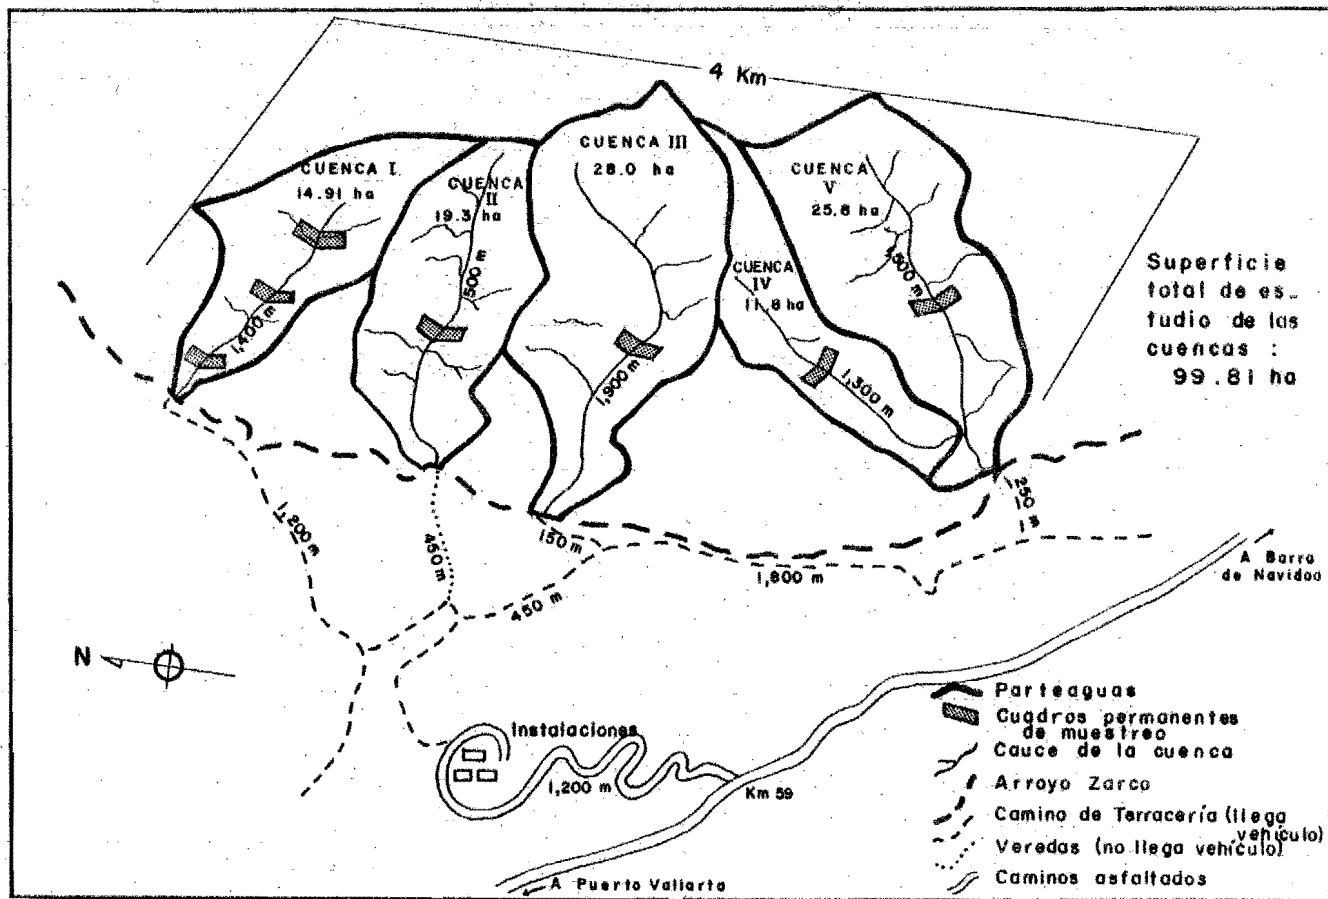 4 Km
CUENCA I.
14.91 ha
CUENCA
II
19.3 ha
500 m
CUENCA III
28.0 ha
CUENCA
V
25.8 ha
1,500 m
CUENCA
IV
11.8 ha
1,400 m
1,900 m
1,300 m
Superficie
total de es-
tudio de las
cuencas :
99.81 ha
1,200 m
450 m
150 m
450 m
1,800 m
250 m
A Barra
de Navidad
N
Instalaciones
1,200 m
Km 59
A Puerto Vallarta
Parteaguas
Cuadros permanentes
de muestreo
Cauce de la cuenca
Arroyo Zarco
Camino de Terracería (llega
vehículo)
Veredas (no llega vehículo)
Caminos asfaltados